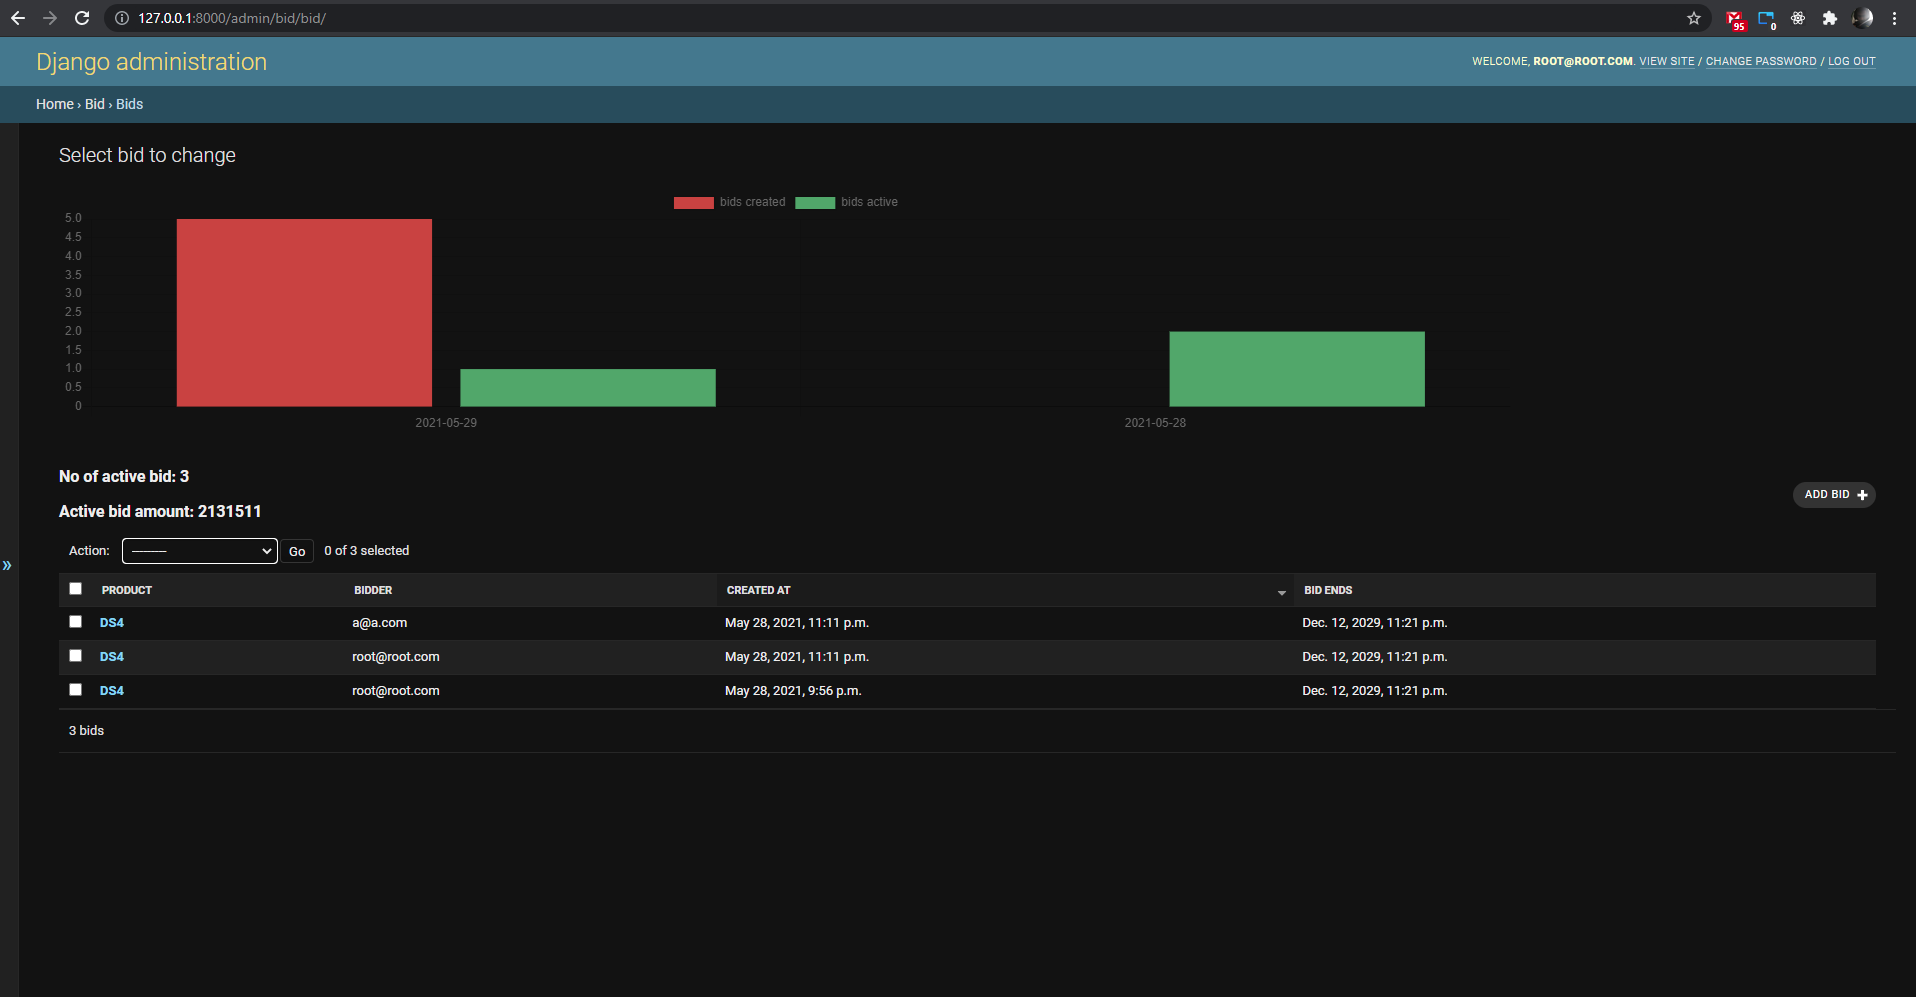 127.0.0.1:8000/admin/bid/bid/
95
0
Django administration
WELCOME, ROOT@ROOT.COM. VIEW SITE / CHANGE PASSWORD / LOG OUT
Home › Bid › Bids
Select bid to change
bids created bids active
5.0
4.5
4.0
3.5
3.0
2.5
2.0
1.5
1.0
0.5
0
2021-05-29 2021-05-28
No of active bid: 3
ADD BID
Active bid amount: 2131511
Action: --------- Go 0 of 3 selected
»
PRODUCT BIDDER CREATED AT BID ENDS
DS4 a@a.com May 28, 2021, 11:11 p.m. Dec. 12, 2029, 11:21 p.m.
DS4 root@root.com May 28, 2021, 11:11 p.m. Dec. 12, 2029, 11:21 p.m.
DS4 root@root.com May 28, 2021, 9:56 p.m. Dec. 12, 2029, 11:21 p.m.
3 bids